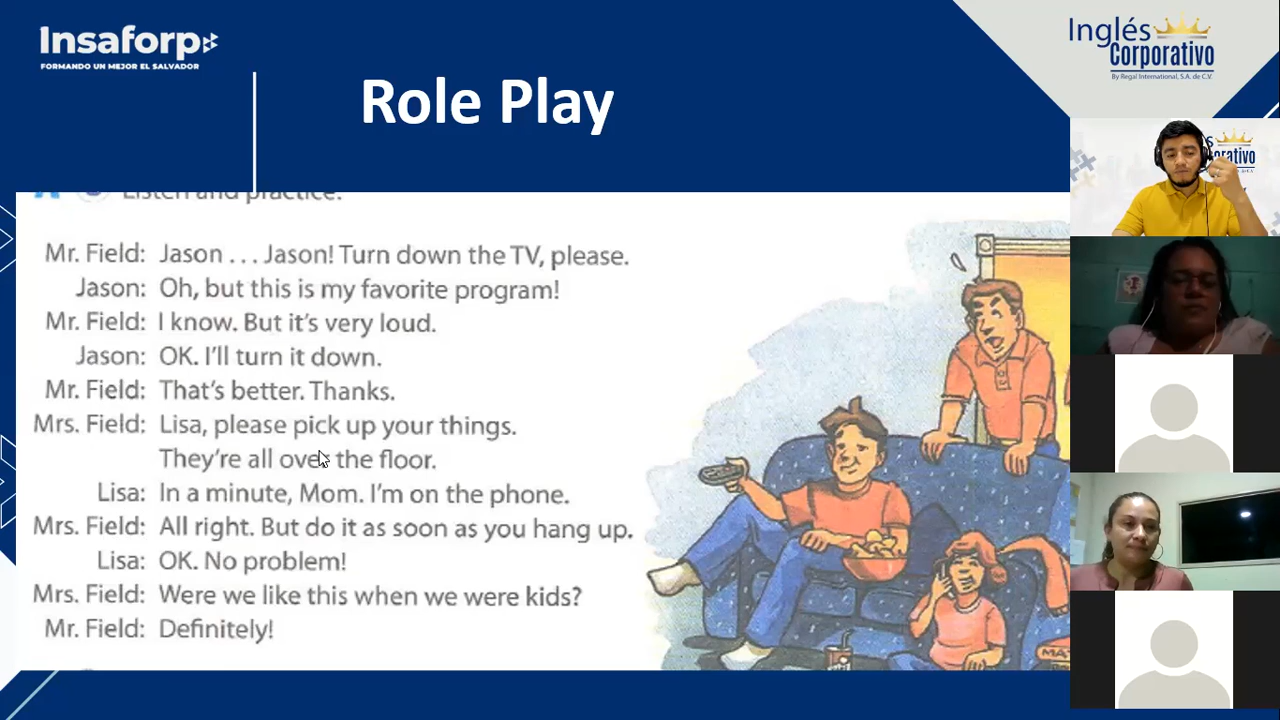 Insaforp
FORMANDO UN MEJOR EL SALVADOR
Inglés
Corporativo
By Regal International, S.A. de C.V.
Role Play
Listen and practice.
Mr. Field: Jason . . . Jason! Turn down the TV, please.
Jason: Oh, but this is my favorite program!
Mr. Field: I know. But it's very loud.
Jason: OK. I'll turn it down.
Mr. Field: That's better. Thanks.
Mrs. Field: Lisa, please pick up your things.
They're all over the floor.
Lisa: In a minute, Mom. I'm on the phone.
Mrs. Field: All right. But do it as soon as you hang up.
Lisa: OK. No problem!
Mrs. Field: Were we like this when we were kids?
Mr. Field: Definitely!